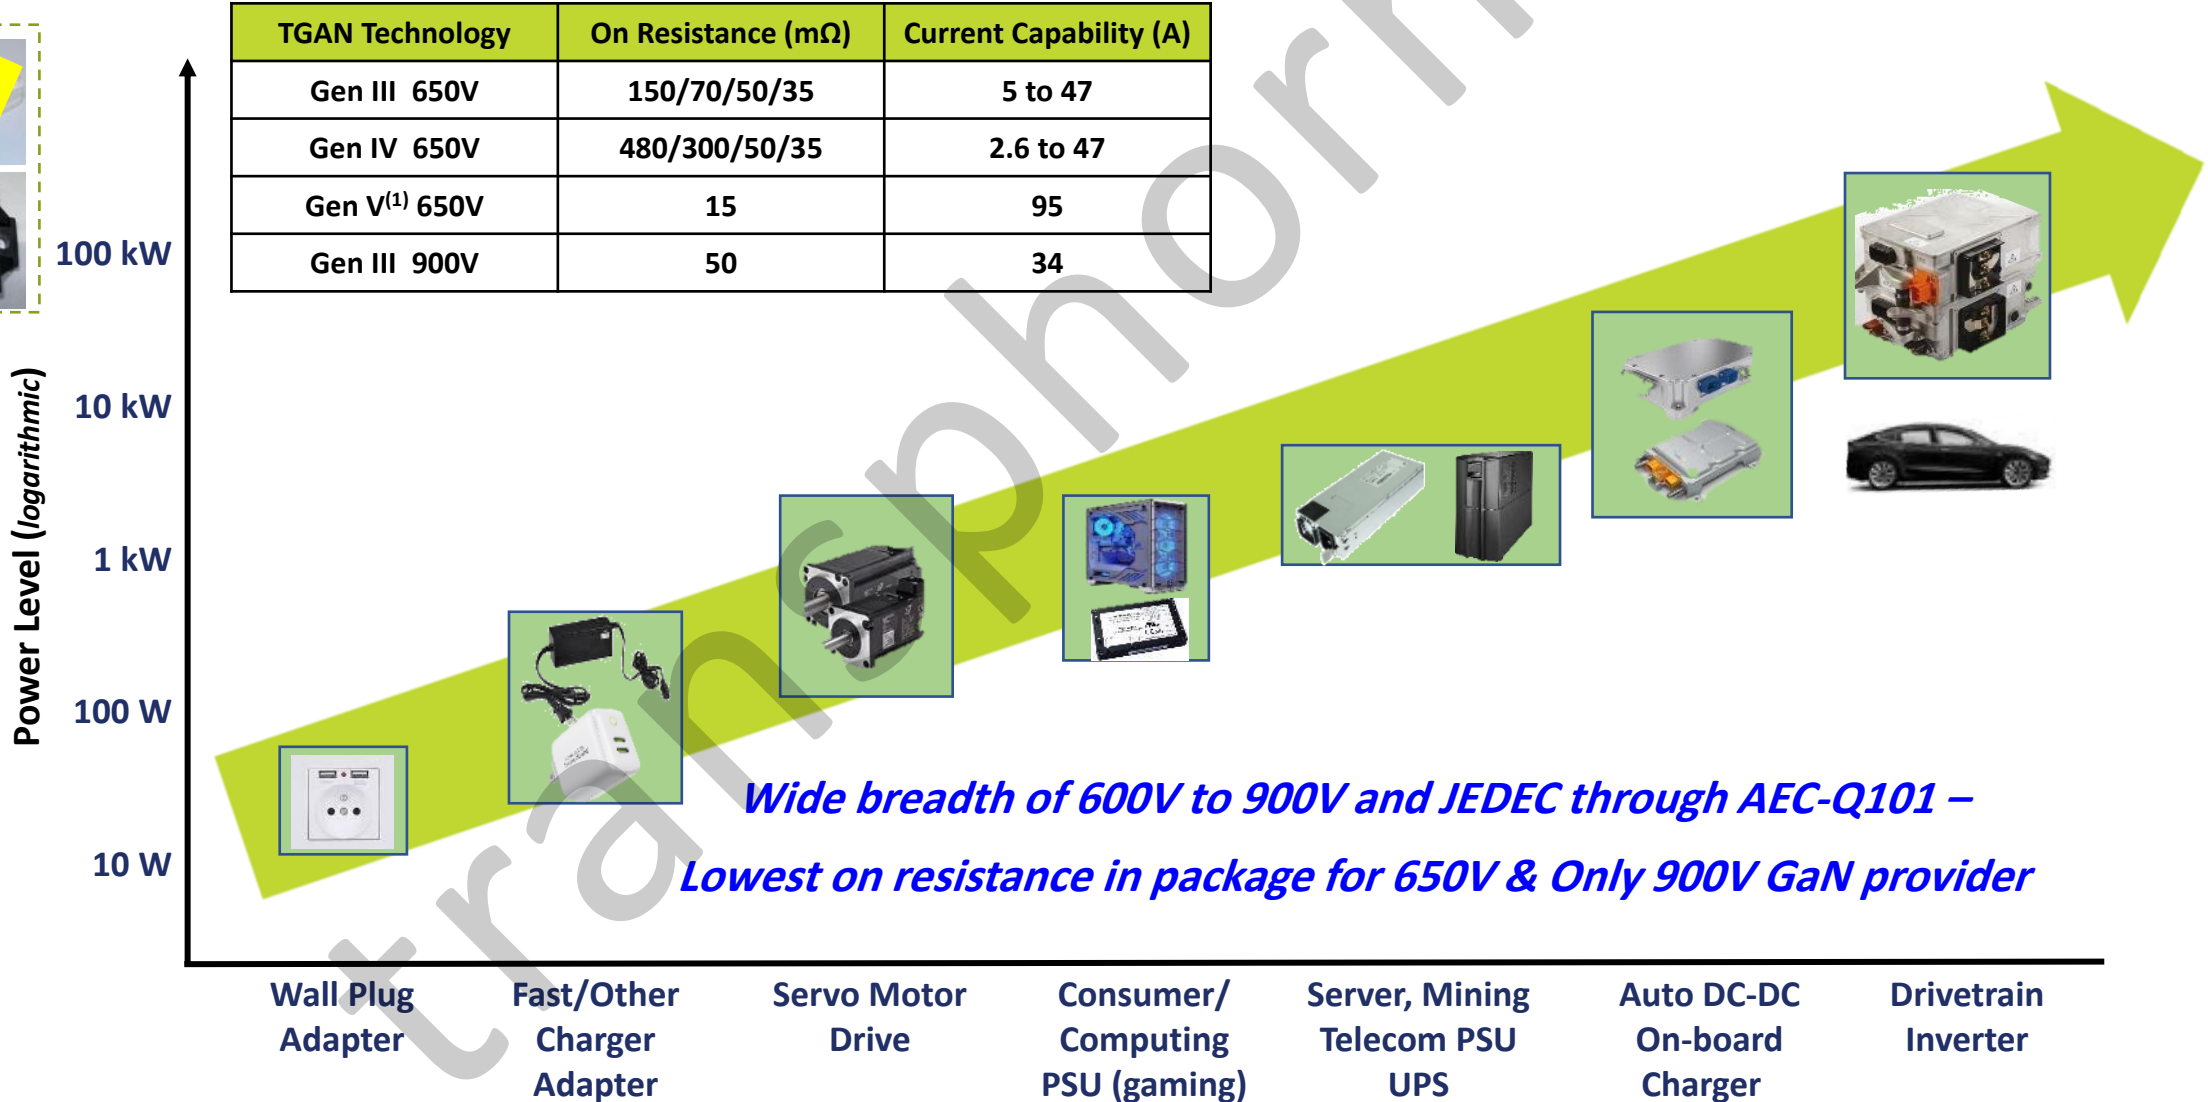 TGAN Technology On Resistance (mΩ) Current Capability (A)
Gen III 650V 150/70/50/35 5 to 47
Gen IV 650V 480/300/50/35 2.6 to 47
Gen V(1) 650V 15 95
Gen III 900V 50 34
Power Level (logarithmic)
100 kW
10 kW
1 kW
100 W
10 W
Wide breadth of 600V to 900V and JEDEC through AEC-Q101 –
Lowest on resistance in package for 650V & Only 900V GaN provider
Wall Plug
Adapter
Fast/Other
Charger
Adapter
Servo Motor
Drive
Consumer/
Computing
PSU (gaming)
Server, Mining
Telecom PSU
UPS
Auto DC-DC
On-board
Charger
Drivetrain
Inverter
transphorm